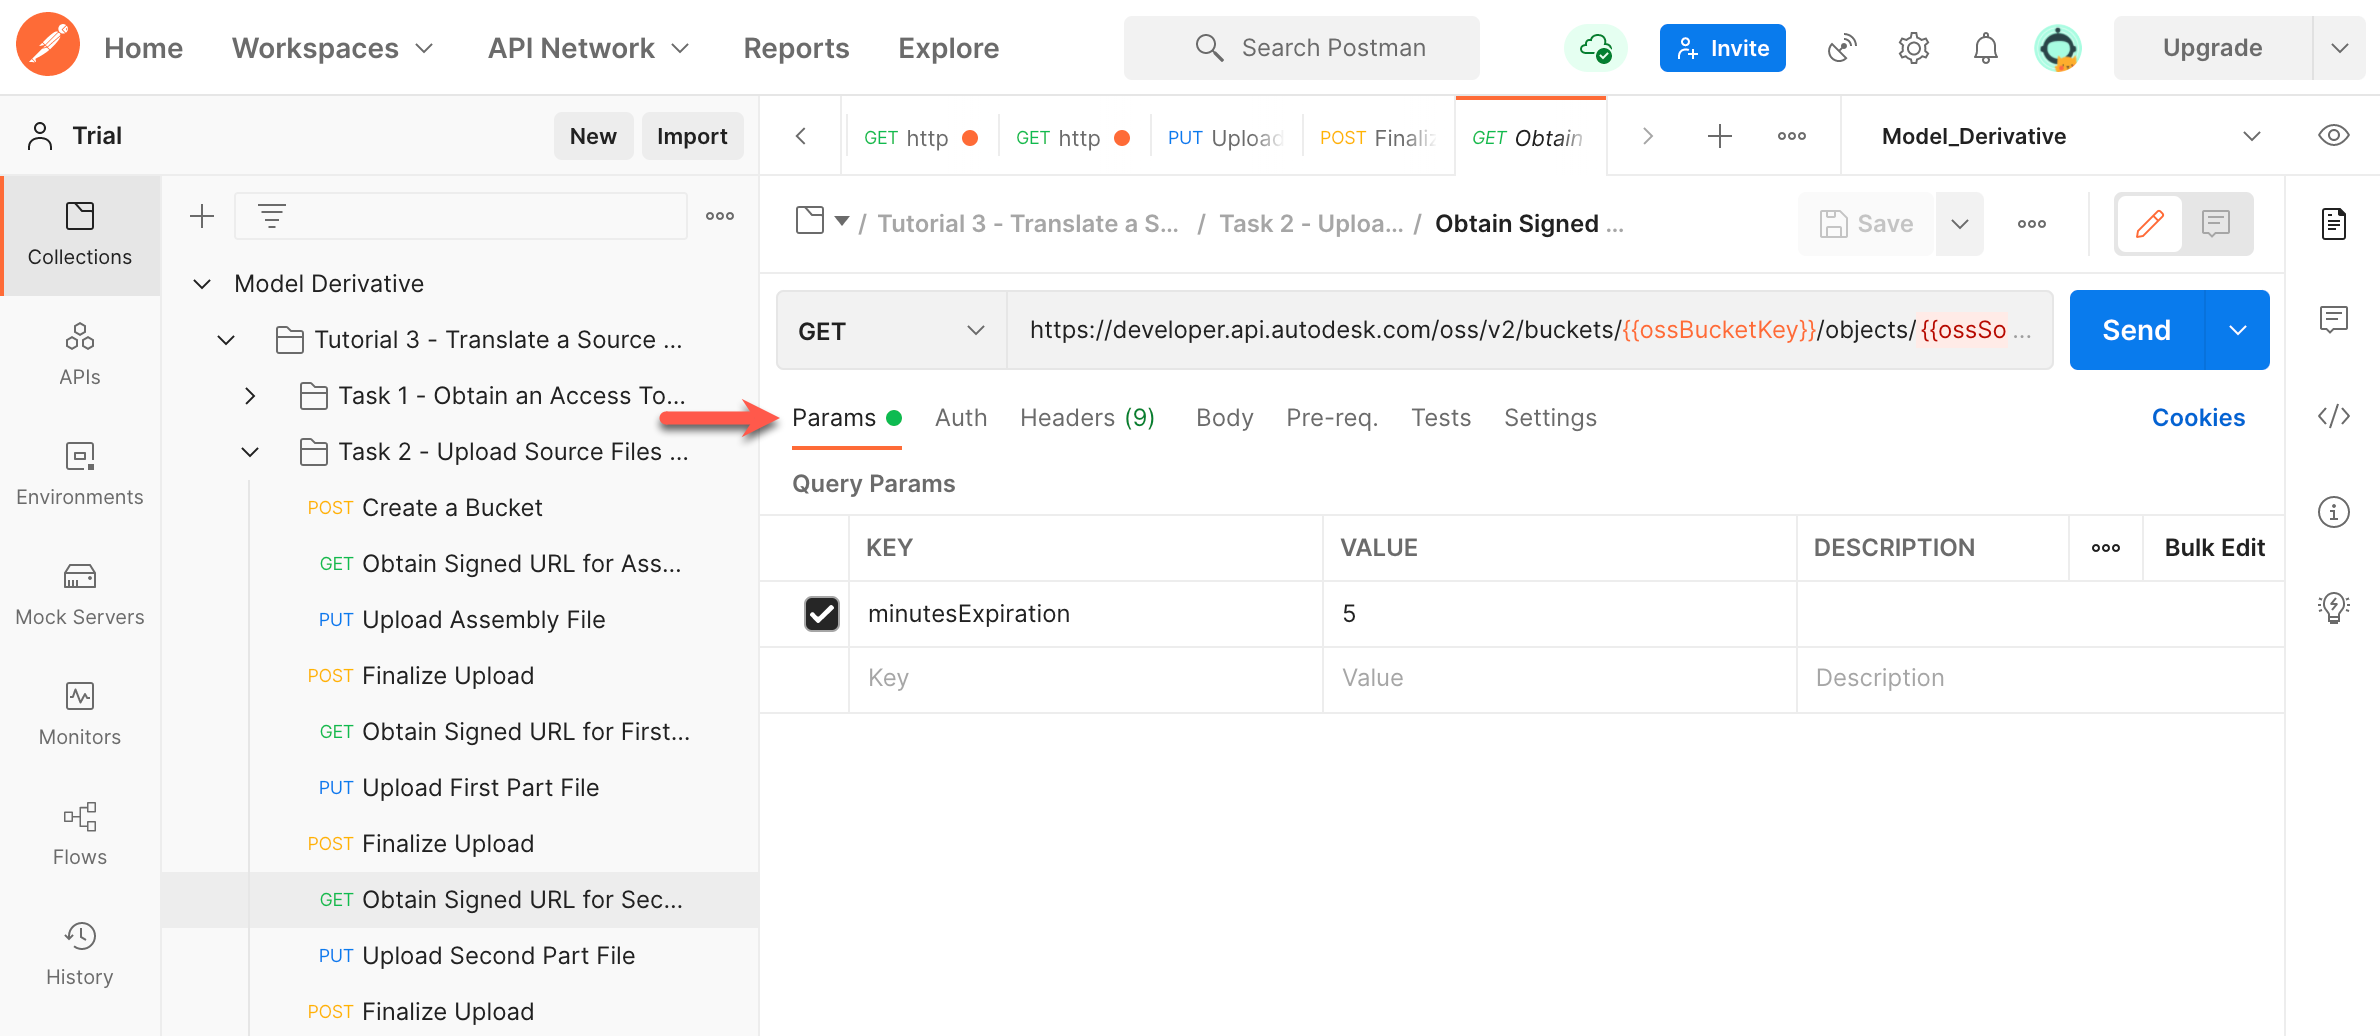 Home
Workspaces
API Network
Reports
Explore
Search Postman
Invite
Upgrade
Trial
New
Import
GET http
GET http
PUT Upload
POST Finaliz
GET Obtain
Model_Derivative
Collections
APIs
Environments
Mock Servers
Monitors
Flows
History
Model Derivative
Tutorial 3 - Translate a Source ...
Task 1 - Obtain an Access To...
Task 2 - Upload Source Files ...
POST Create a Bucket
GET Obtain Signed URL for Ass...
PUT Upload Assembly File
POST Finalize Upload
GET Obtain Signed URL for First...
PUT Upload First Part File
POST Finalize Upload
GET Obtain Signed URL for Sec...
PUT Upload Second Part File
POST Finalize Upload
/ Tutorial 3 - Translate a S... / Task 2 - Uploa... / Obtain Signed ...
Save
GET
https://developer.api.autodesk.com/oss/v2/buckets/{{ossBucketKey}}/objects/{{ossSo ...
Send
Params
Auth
Headers (9)
Body
Pre-req.
Tests
Settings
Cookies
Query Params
KEY
VALUE
DESCRIPTION
Bulk Edit
minutesExpiration
5
Key
Value
Description